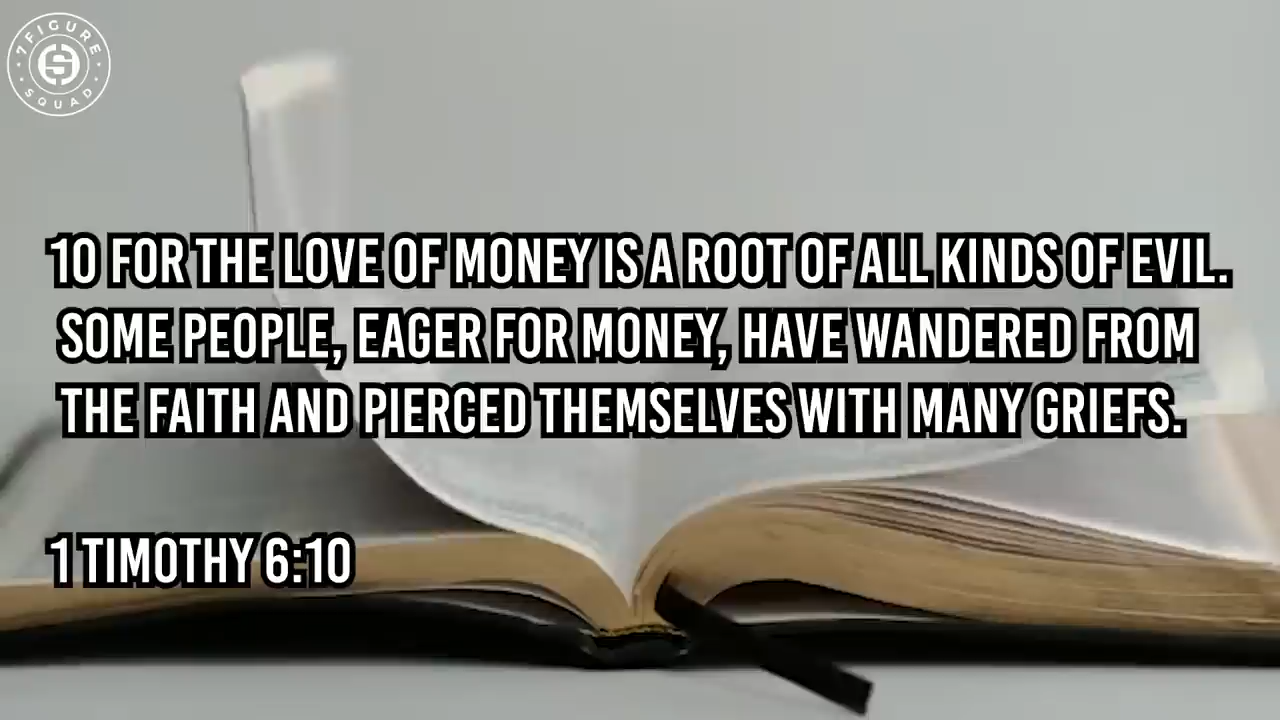 7FIGURE
SQUAD
10 FOR THE LOVE OF MONEY IS A ROOT OF ALL KINDS OF EVIL.
SOME PEOPLE, EAGER FOR MONEY, HAVE WANDERED FROM
THE FAITH AND PIERCED THEMSELVES WITH MANY GRIEFS.
1 TIMOTHY 6:10